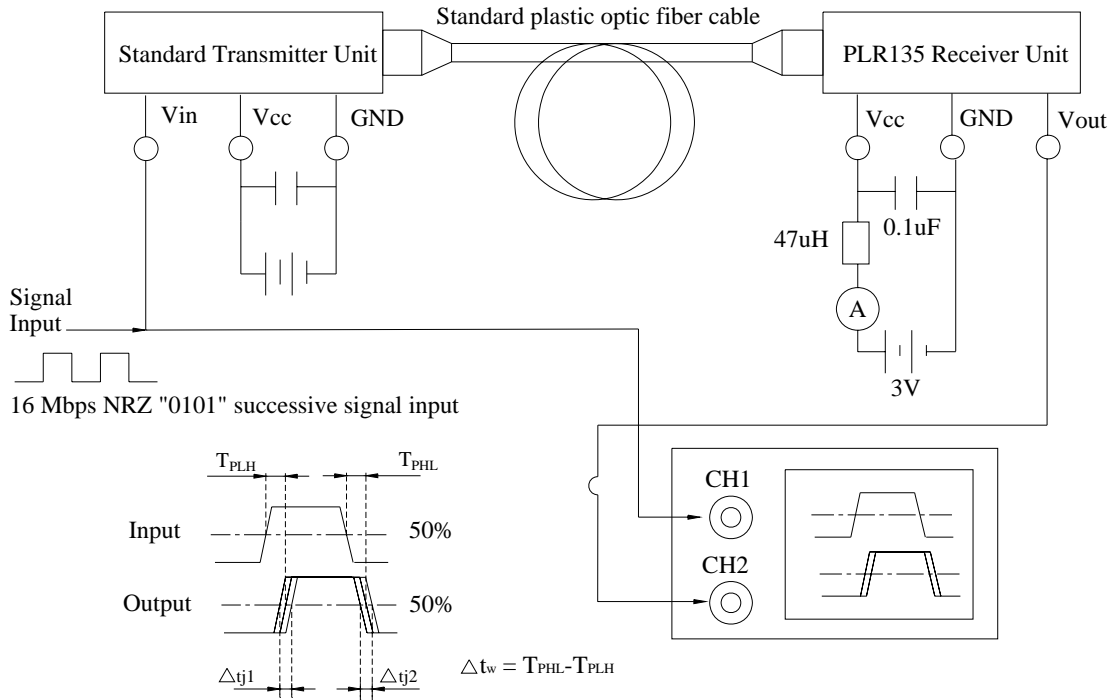 Standard plastic optic fiber cable
Standard Transmitter Unit
PLR135 Receiver Unit
Vin
Vcc
GND
Vcc
GND
Vout
0.1uF
47uH
A
3V
Signal
Input
16 Mbps NRZ "0101" successive signal input
TPLH
TPHL
Input
50%
Output
50%
△tj1
△tj2
△tw = TPHL-TPLH
CH1
CH2